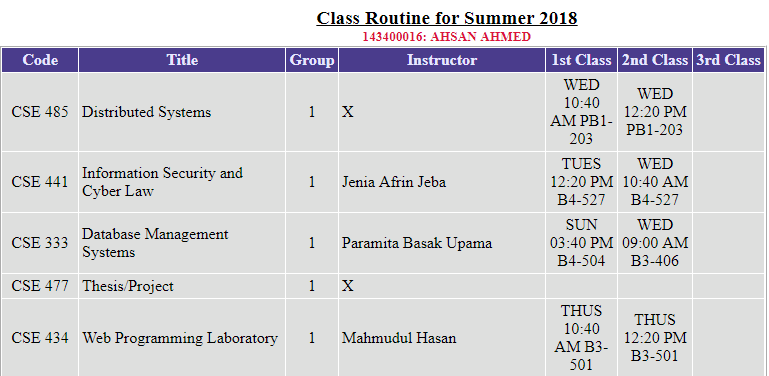 Class Routine for Summer 2018
143400016: AHSAN AHMED
Code Title Group Instructor 1st Class 2nd Class 3rd Class
CSE 485 Distributed Systems 1 X WED 10:40 AM PB1-203 WED 12:20 PM PB1-203
CSE 441 Information Security and Cyber Law 1 Jenia Afrin Jeba TUES 12:20 PM B4-527 WED 10:40 AM B4-527
CSE 333 Database Management Systems 1 Paramita Basak Upama SUN 03:40 PM B4-504 WED 09:00 AM B3-406
CSE 477 Thesis/Project 1 X
CSE 434 Web Programming Laboratory 1 Mahmudul Hasan THUS 10:40 AM B3-501 THUS 12:20 PM B3-501